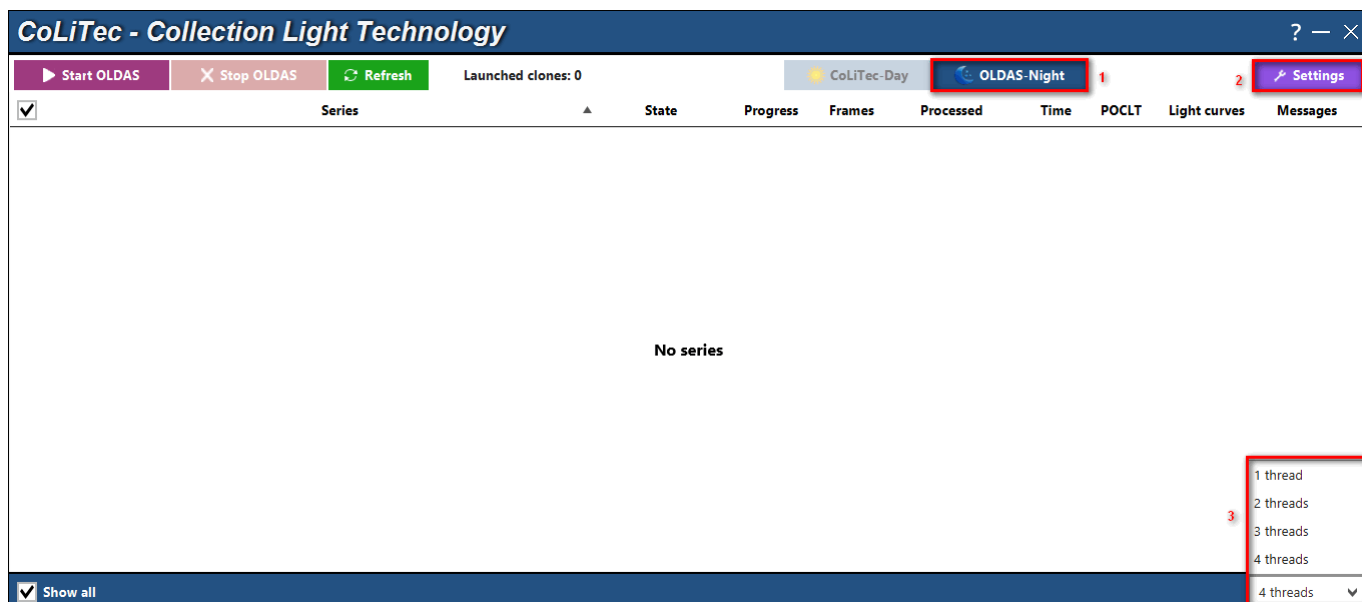 CoLiTec - Collection Light Technology ? — ×
Start OLDAS Stop OLDAS Refresh Launched clones: 0 CoLiTec-Day OLDAS-Night 1 2 Settings
Series State Progress Frames Processed Time POCLT Light curves Messages
No series
1 thread
2 threads
3
3 threads
4 threads
Show all 4 threads